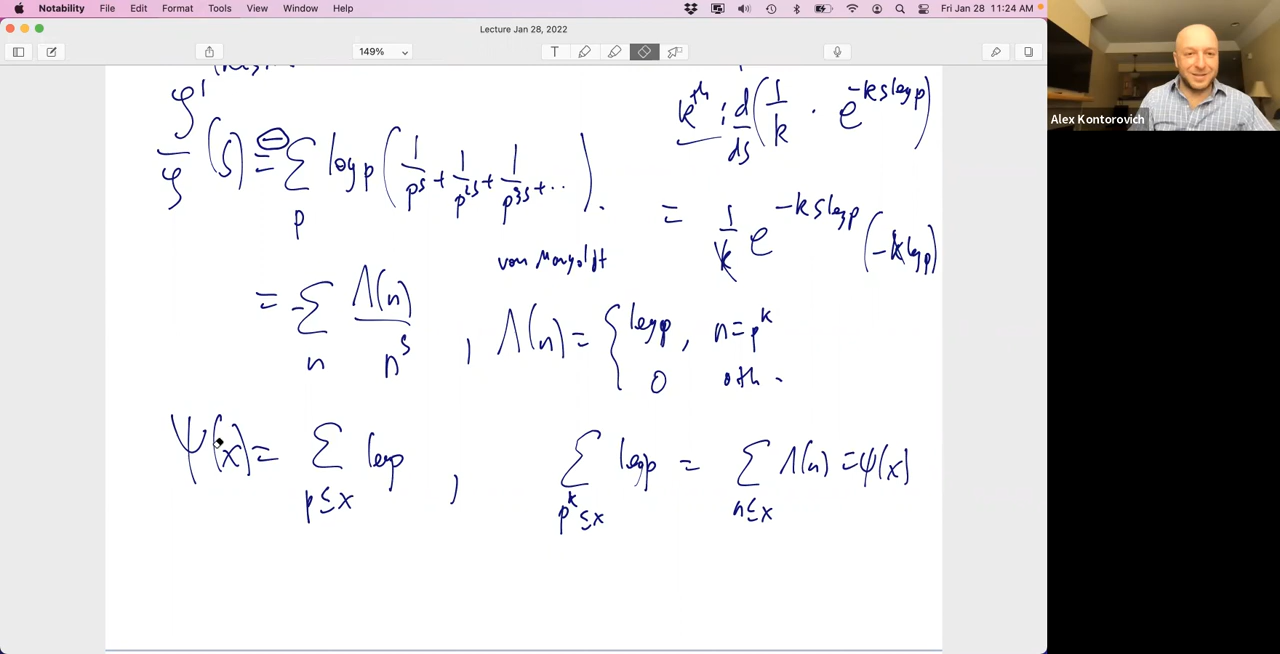 Notability File Edit Format Tools View Window Help Fri Jan 28 11:24 AM
Lecture Jan 28, 2022
149% T
Alex Kontorovich
kth : d/ds (1/k · e^{-ks log p})
ζ'/ζ (s) = - Σ_p log p (1/p^s + 1/p^{2s} + 1/p^{3s} + ..).
= 1/k e^{-ks log p} (-k log p)
von Mangoldt
= - Σ_n Λ(n)/n^s , Λ(n) = { log p, n = p^k
0 oth.
Ψ(x) = Σ_{p≤x} log p , Σ_{p^k≤x} log p = Σ_{n≤x} Λ(n) = ψ(x)